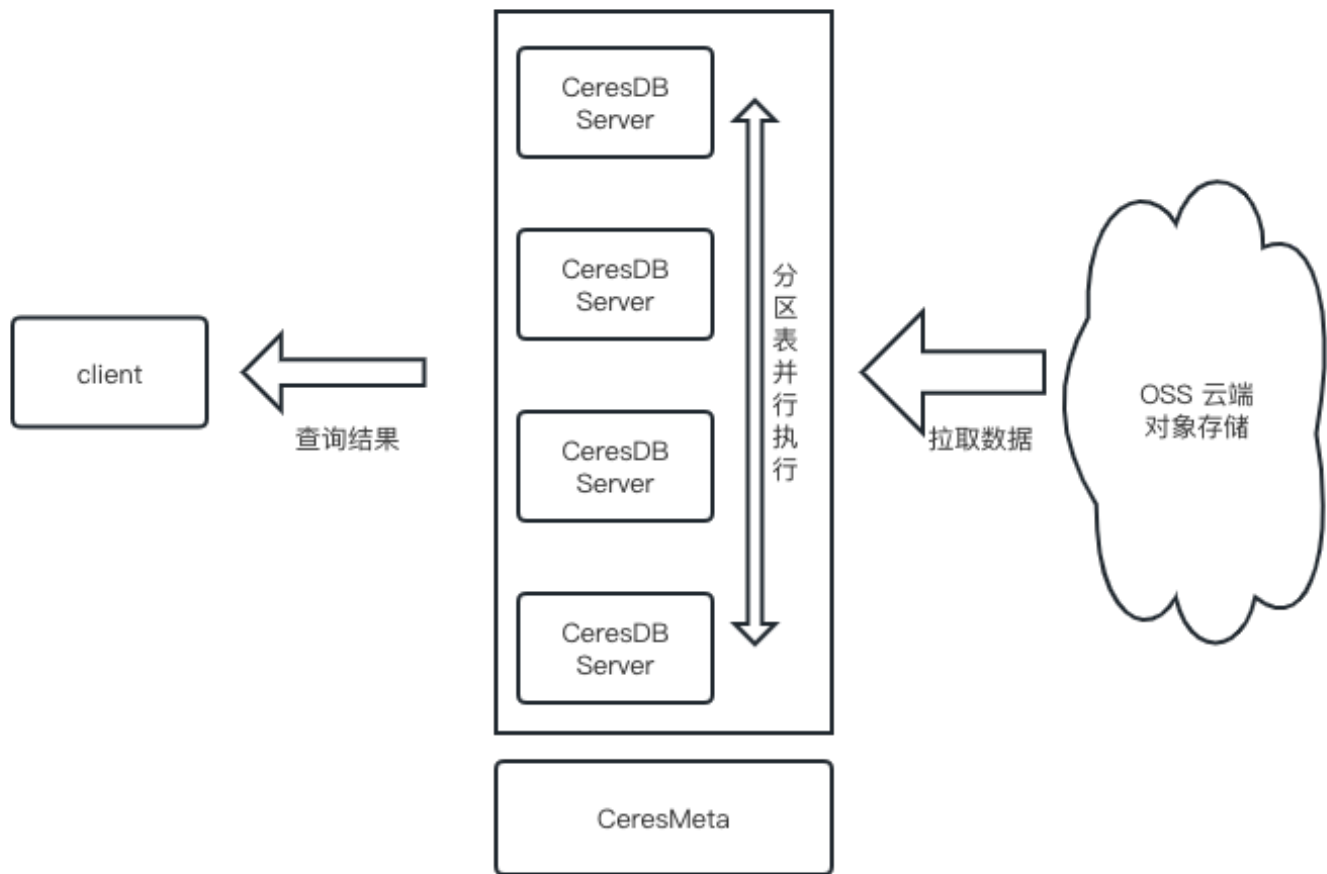 CeresDB
Server
CeresDB
Server
CeresDB
Server
CeresDB
Server
分区表并行执行
client
查询结果
拉取数据
OSS 云端
对象存储
CeresMeta